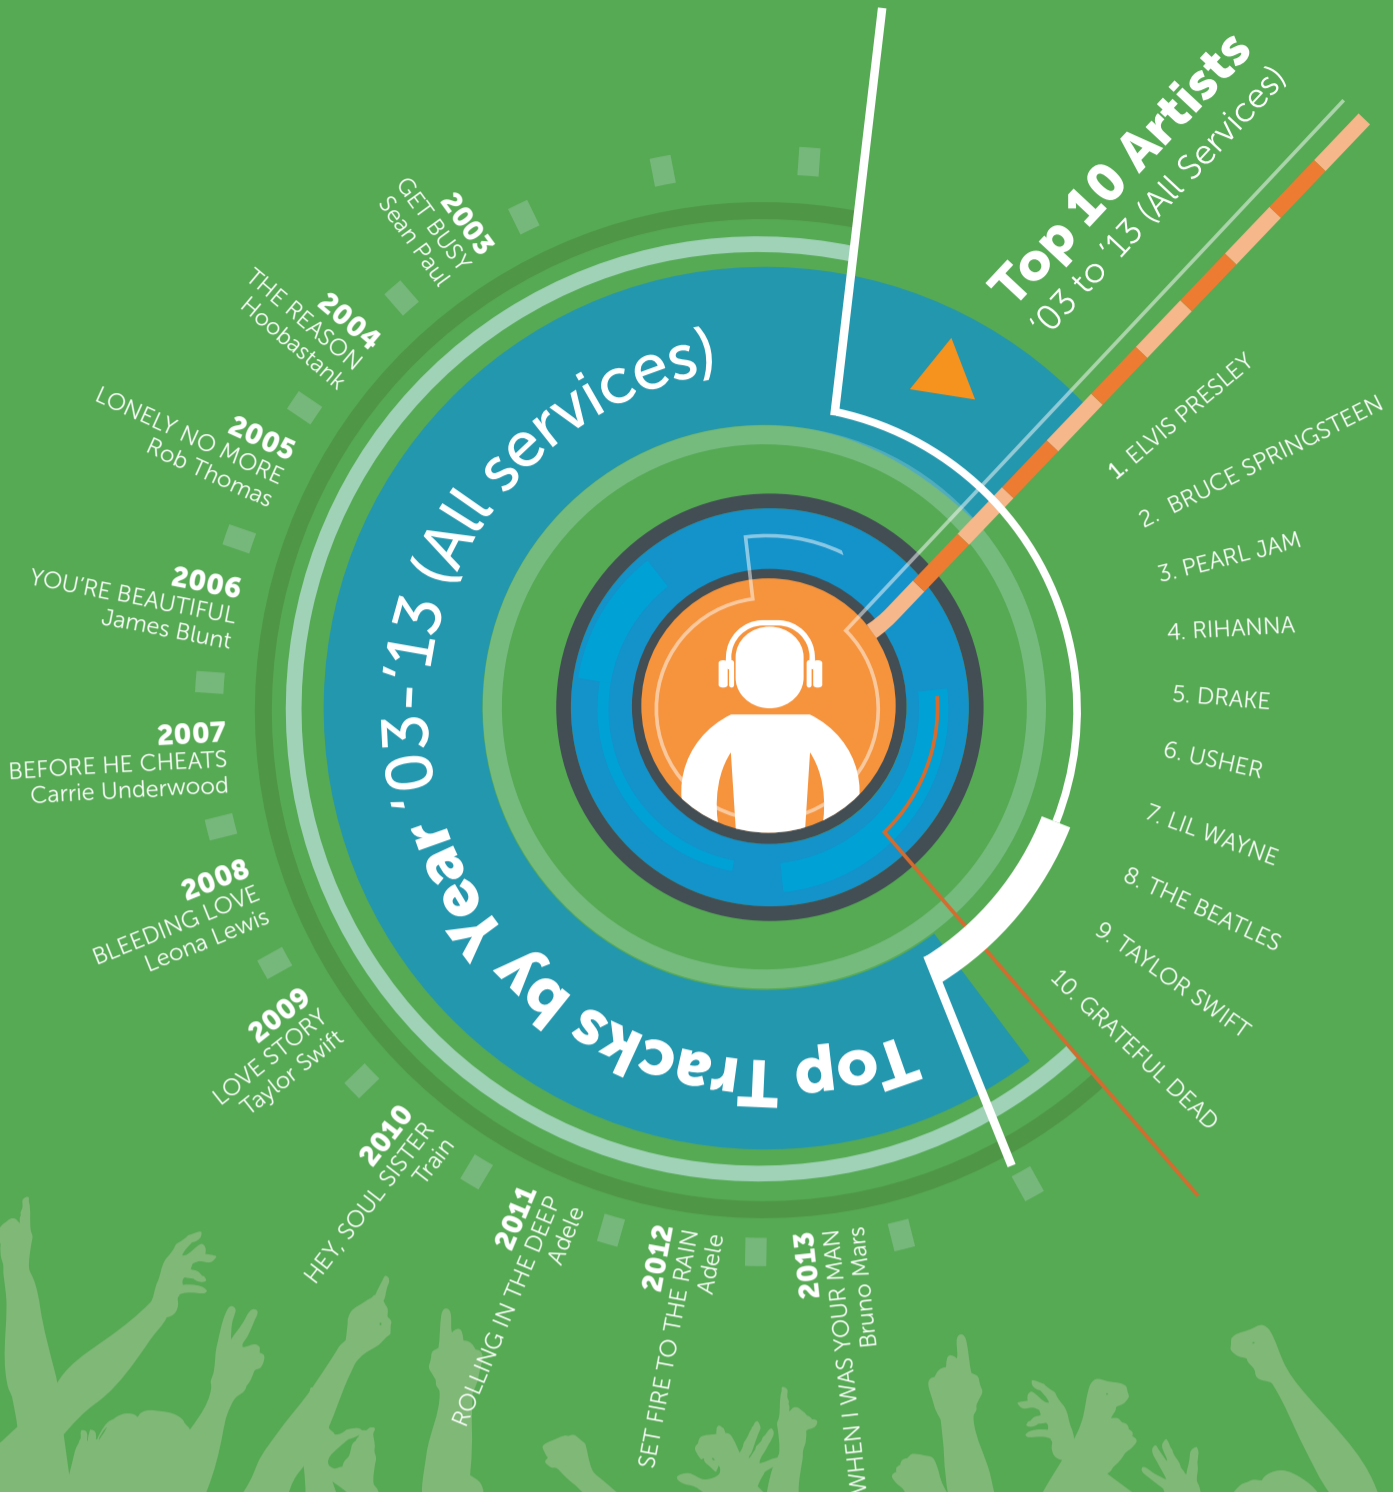 Top 10 Artists
'03 to '13 (All Services)
1. ELVIS PRESLEY
2. BRUCE SPRINGSTEEN
3. PEARL JAM
4. RIHANNA
5. DRAKE
6. USHER
7. LIL WAYNE
8. THE BEATLES
9. TAYLOR SWIFT
10. GRATEFUL DEAD
Top Tracks by Year '03-'13 (All services)
2003
GET BUSY
Sean Paul
2004
THE REASON
Hoobastank
2005
LONELY NO MORE
Rob Thomas
2006
YOU'RE BEAUTIFUL
James Blunt
2007
BEFORE HE CHEATS
Carrie Underwood
2008
BLEEDING LOVE
Leona Lewis
2009
LOVE STORY
Taylor Swift
2010
HEY, SOUL SISTER
Train
2011
ROLLING IN THE DEEP
Adele
2012
SET FIRE TO THE RAIN
Adele
2013
WHEN I WAS YOUR MAN
Bruno Mars